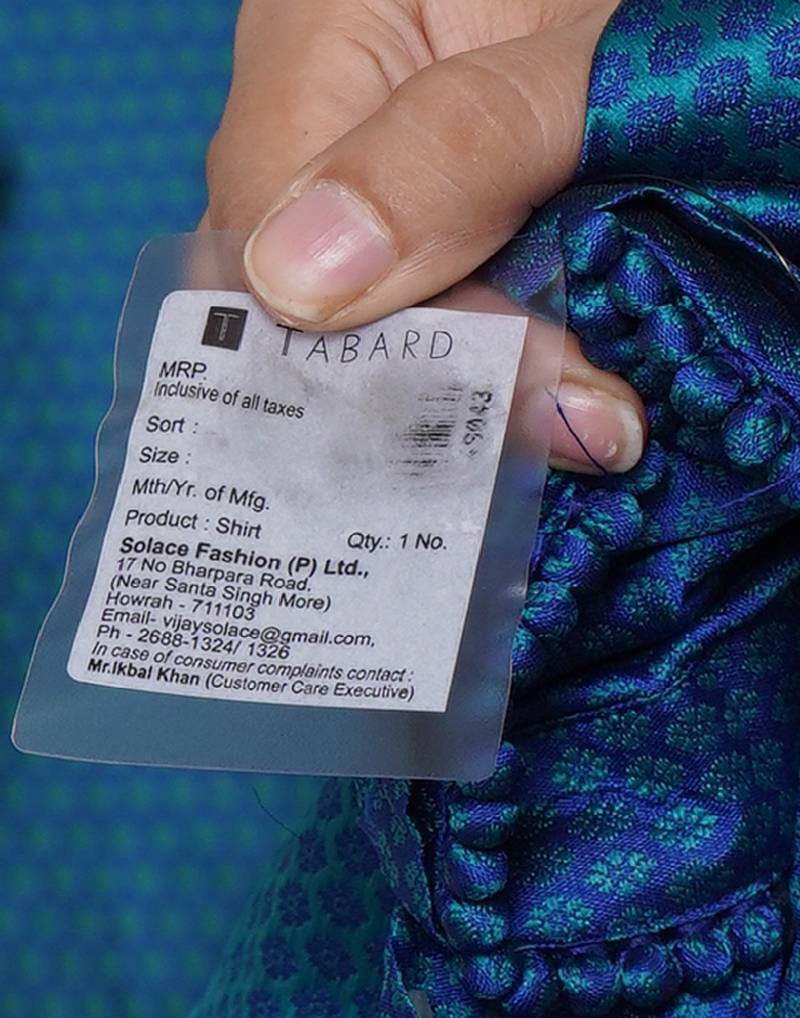 T TABARD
MRP.
Inclusive of all taxes
Sort :
Size :
Mth/Yr. of Mfg.
Product : Shirt Qty.: 1 No.
Solace Fashion (P) Ltd.,
17 No Bharpara Road.
(Near Santa Singh More)
Howrah - 711103
Email- vijaysolace@gmail.com,
Ph - 2688-1324/ 1326
In case of consumer complaints contact :
Mr.Ikbal Khan (Customer Care Executive)